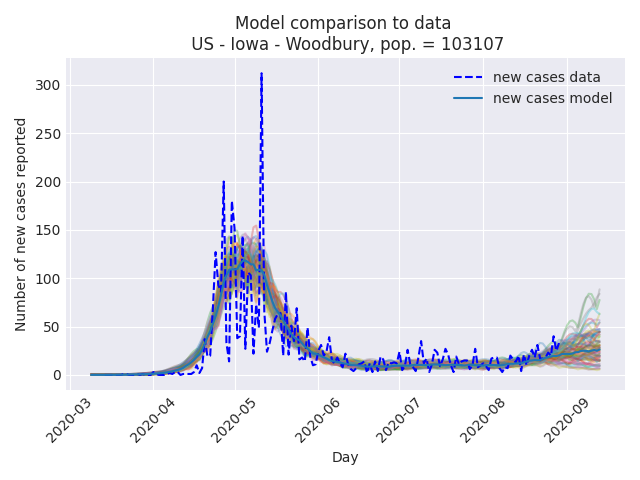 Model comparison to data
US - Iowa - Woodbury, pop. = 103107
new cases data
new cases model
Number of new cases reported
300
250
200
150
100
50
0
2020-03
2020-04
2020-05
2020-06
2020-07
2020-08
2020-09
Day